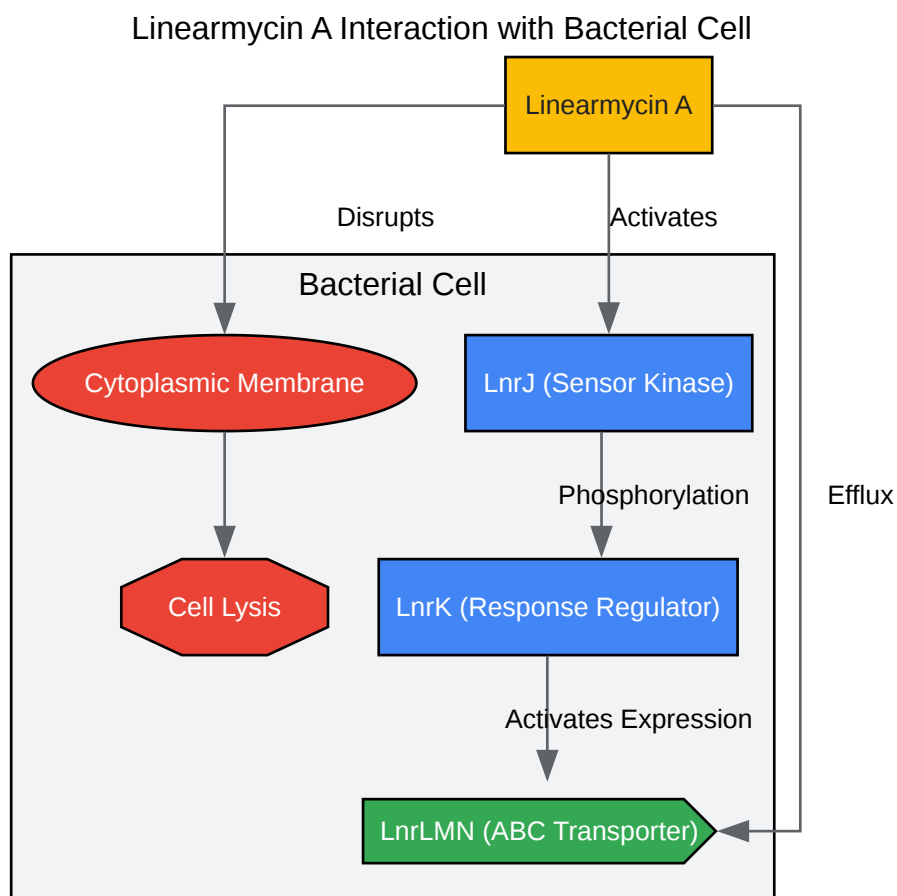 Linearmycin A Interaction with Bacterial Cell
Linearmycin A
Disrupts
Activates
Bacterial Cell
Cytoplasmic Membrane
LnrJ (Sensor Kinase)
Phosphorylation
Efflux
Cell Lysis
LnrK (Response Regulator)
Activates Expression
LnrLMN (ABC Transporter)